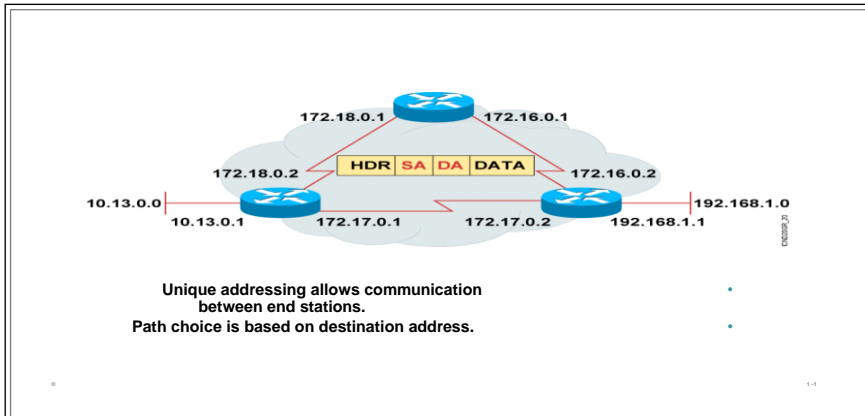 172.18.0.1 172.16.0.1
HDR SA DA DATA
172.18.0.2 172.16.0.2
10.13.0.0 192.168.1.0
10.13.0.1 172.17.0.1 172.17.0.2 192.168.1.1
Unique addressing allows communication
between end stations.
Path choice is based on destination address.